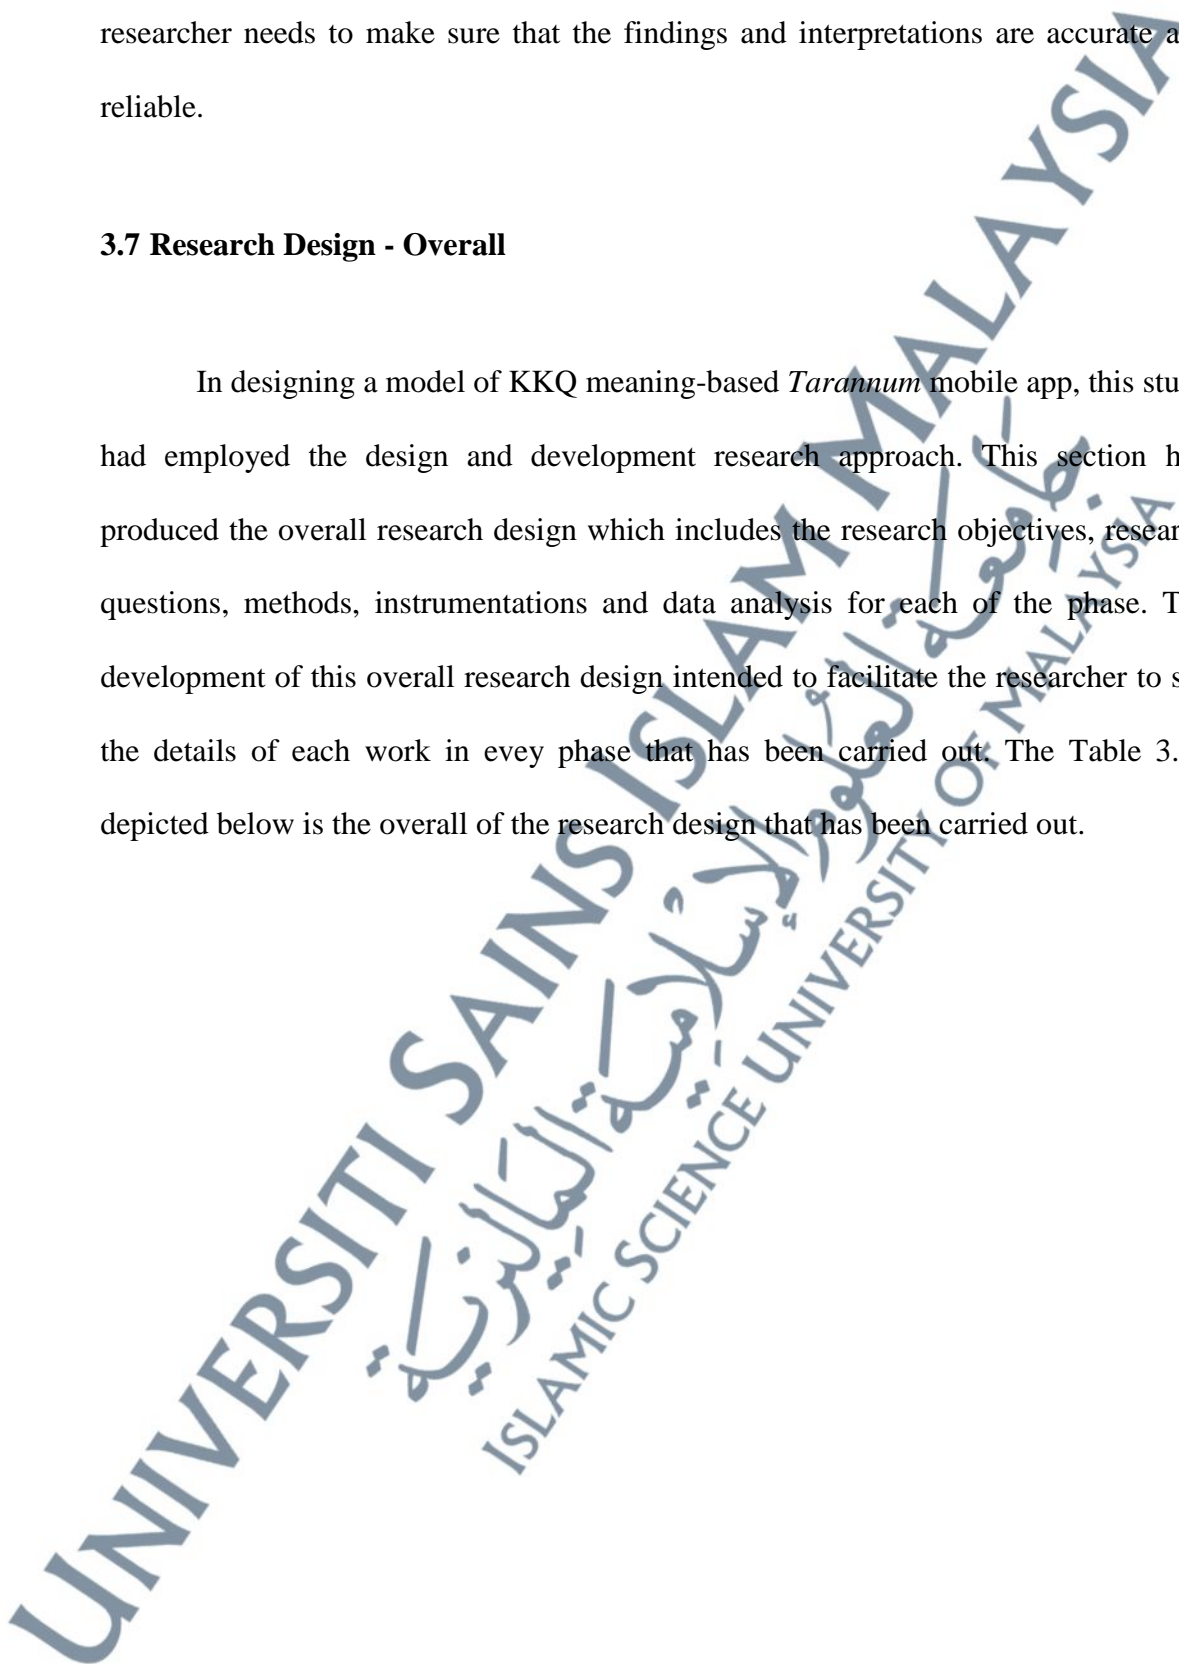 researcher needs to make sure that the findings and interpretations are accurate a
reliable.
3.7 Research Design - Overall
In designing a model of KKQ meaning-based Tarannum mobile app, this stu
had employed the design and development research approach. This section h
produced the overall research design which includes the research objectives, resear
questions, methods, instrumentations and data analysis for each of the phase. T
development of this overall research design intended to facilitate the researcher to s
the details of each work in evey phase that has been carried out. The Table 3.
depicted below is the overall of the research design that has been carried out.
UNIVERSITI SAINS ISLAM MALAYSIA
جامعة العلوم الإسلامية الماليزية
ISLAMIC SCIENCE UNIVERSITY OF MALAYSIA